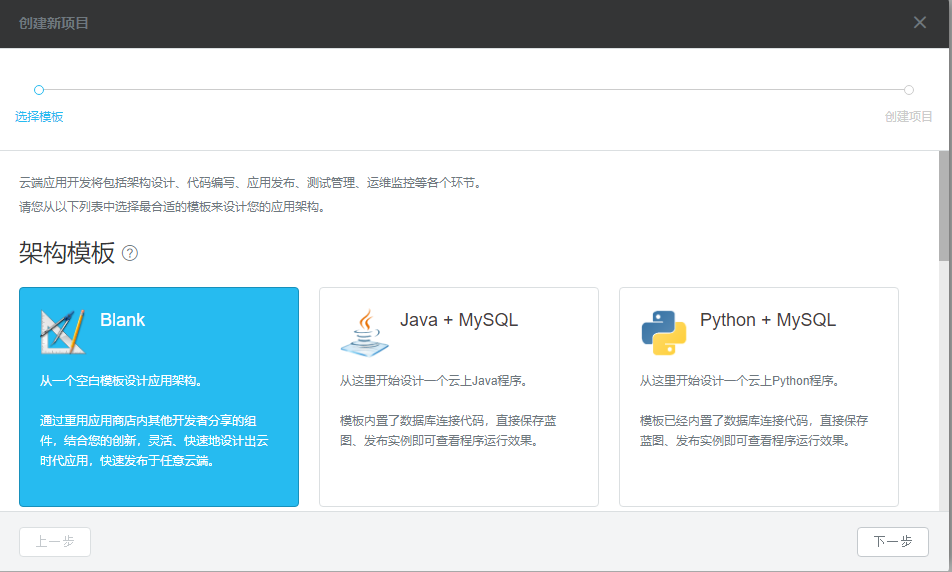 创建新项目
选择模板
创建项目
云端应用开发将包括架构设计、代码编写、应用发布、测试管理、运维监控等各个环节。
请您从以下列表中选择最合适的模板来设计您的应用架构。
架构模板 ?
Blank
从一个空白模板设计应用架构。
通过重用应用商店内其他开发者分享的组
件，结合您的创新，灵活、快速地设计出云
时代应用，快速发布于任意云端。
Java + MySQL
从这里开始设计一个云上Java程序。
模板内置了数据库连接代码，直接保存蓝
图、发布实例即可查看程序运行效果。
Python + MySQL
从这里开始设计一个云上Python程序。
模板已经内置了数据库连接代码，直接保存
蓝图、发布实例即可查看程序运行效果。
上一步
下一步